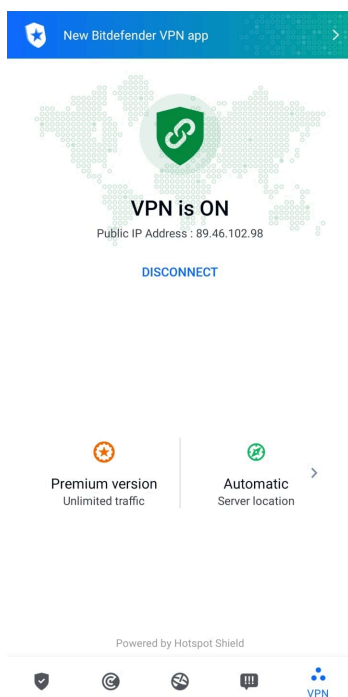 New Bitdefender VPN app
VPN is ON
Public IP Address : 89.46.102.98
DISCONNECT
Premium version
Unlimited traffic
Automatic
Server location
Powered by Hotspot Shield
VPN